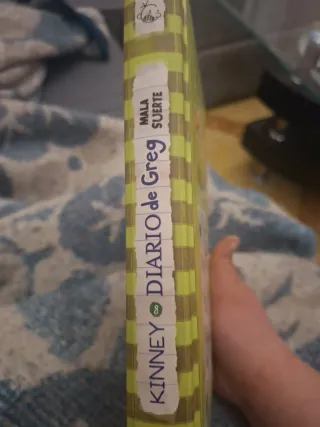 KINNEY 8 DIARIO de Greg
MALA
SUERTE